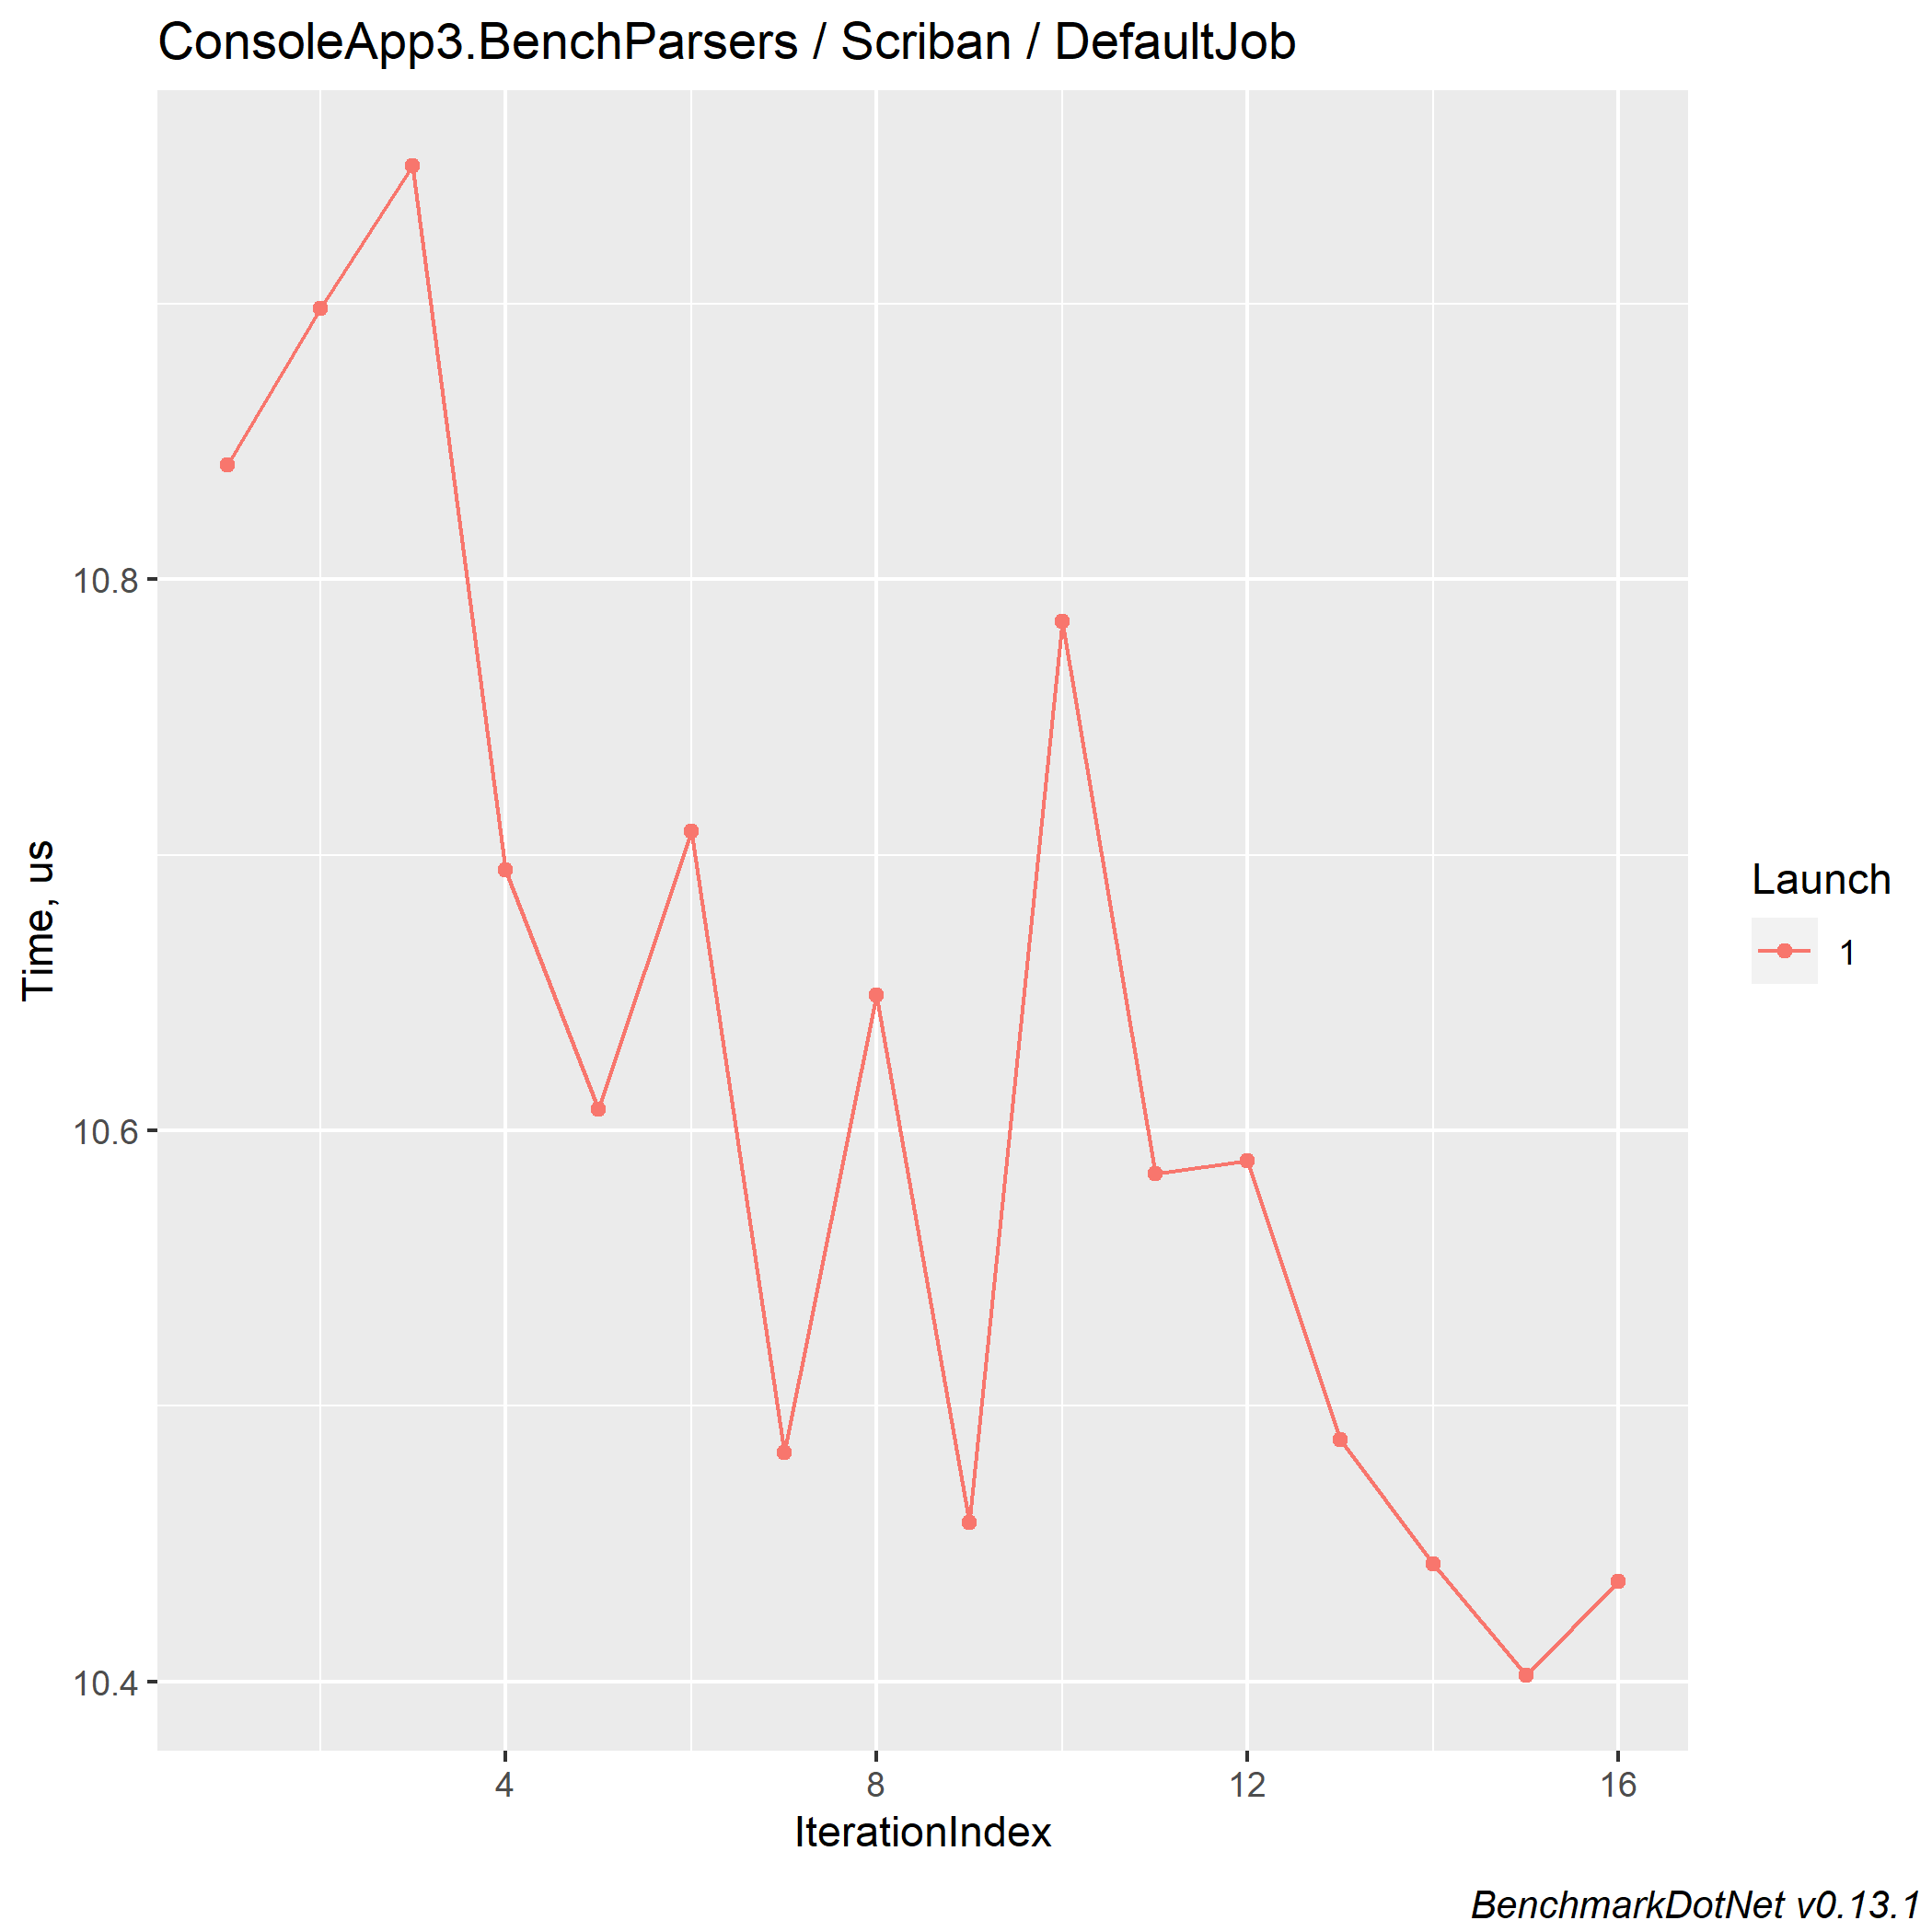 ConsoleApp3.BenchParsers / Scriban / DefaultJob
10.8
10.6
10.4
Time, us
4 8 12 16
IterationIndex
Launch
1
BenchmarkDotNet v0.13.1